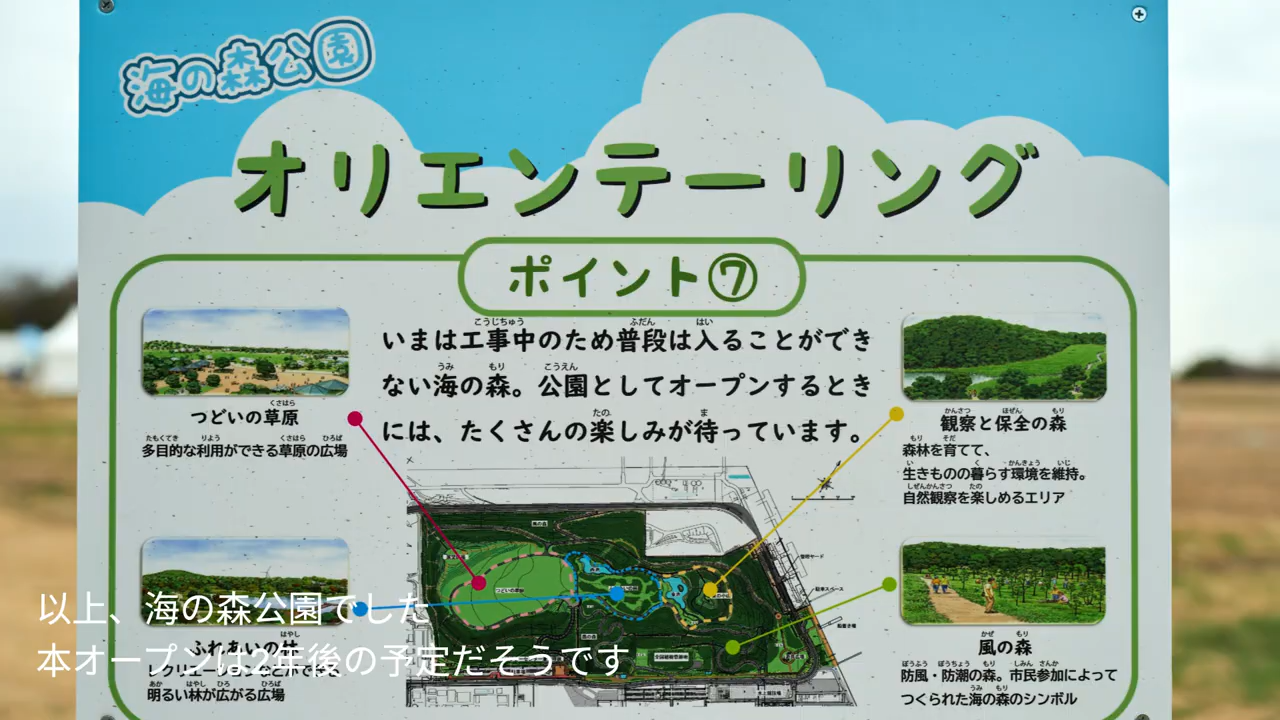 海の森公園
オリエンテーリング
ポイント⑦
いまは工事中のため普段は入ることができ
ない海の森。公園としてオープンするとき
には、たくさんの楽しみが待っています。
つどいの草原
多目的な利用ができる草原の広場
観察と保全の森
森林を育てて、
生きものの暮らす環境を維持。
自然観察を楽しめるエリア
ふれあいの林
明るい林が広がる広場
風の森
防風・防潮の森。市民参加によって
つくられた海の森のシンボル
以上、海の森公園でした
本オープンは2年後の予定だそうです